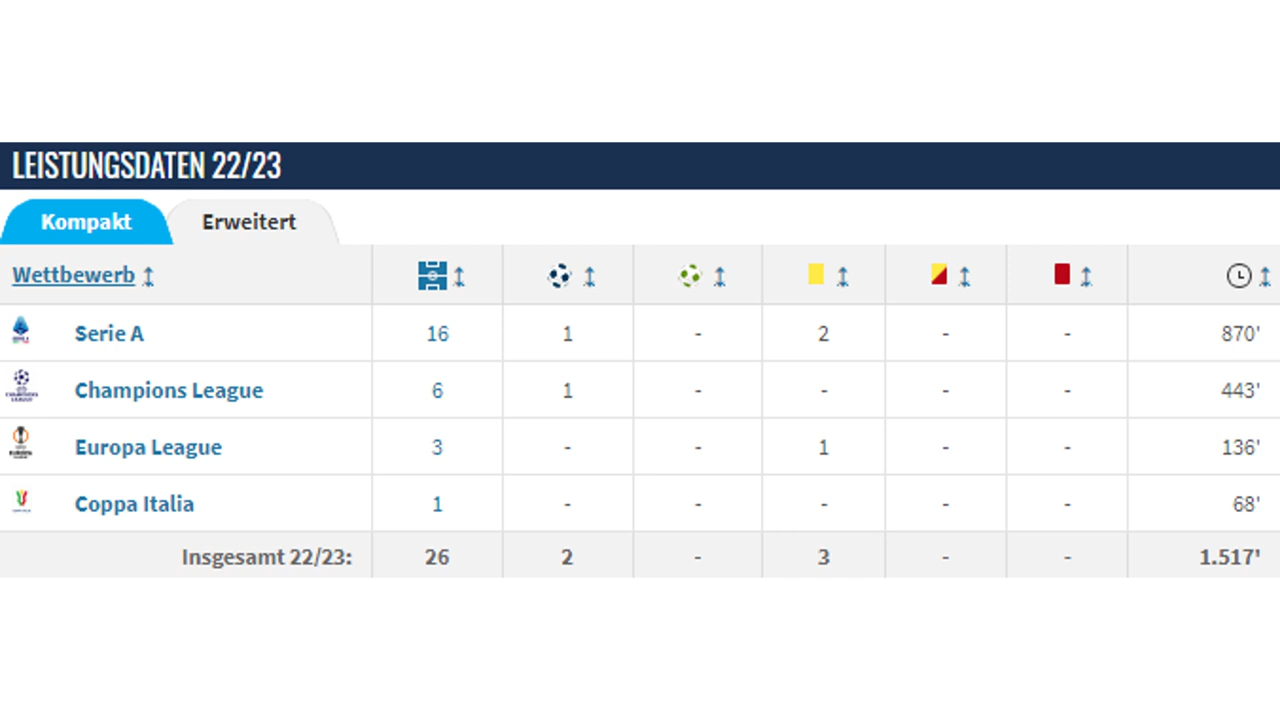 LEISTUNGSDATEN 22/23
Kompakt Erweitert
Wettbewerb
Serie A 16 1 - 2 - - 870'
Champions League 6 1 - - - - 443'
Europa League 3 - - 1 - - 136'
Coppa Italia 1 - - - - - 68'
Insgesamt 22/23: 26 2 - 3 - - 1.517'